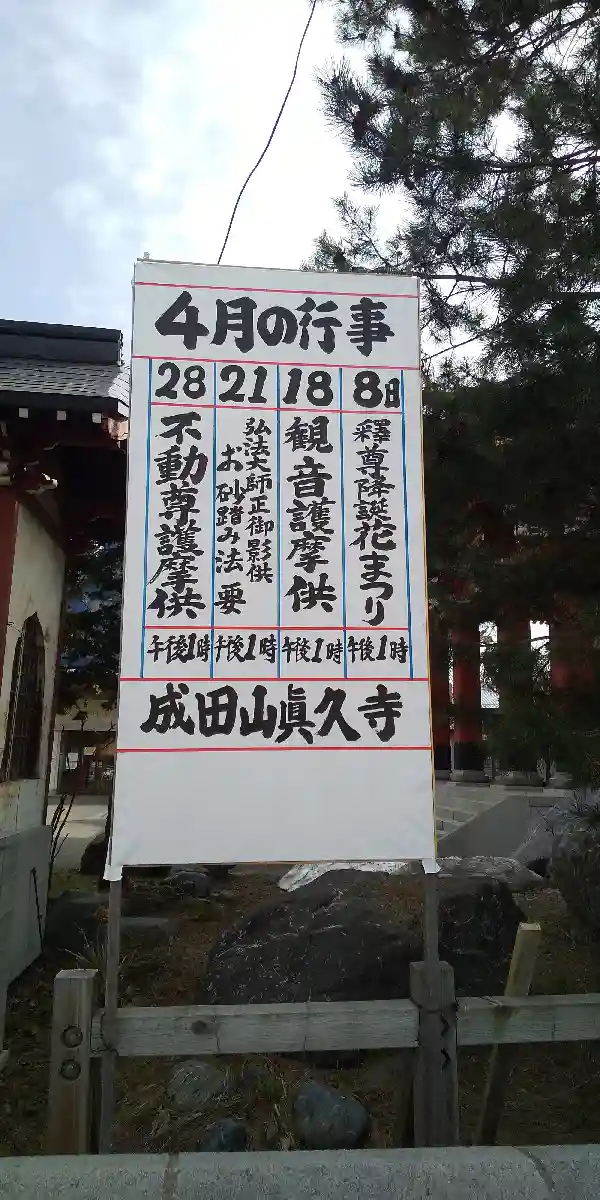 4月の行事
8日
釋尊降誕花まつり
午後1時
18
観音護摩供
午後1時
21
弘法大師正御影供
お砂踏み法要
午後1時
28
不動尊護摩供
午後1時
成田山眞久寺